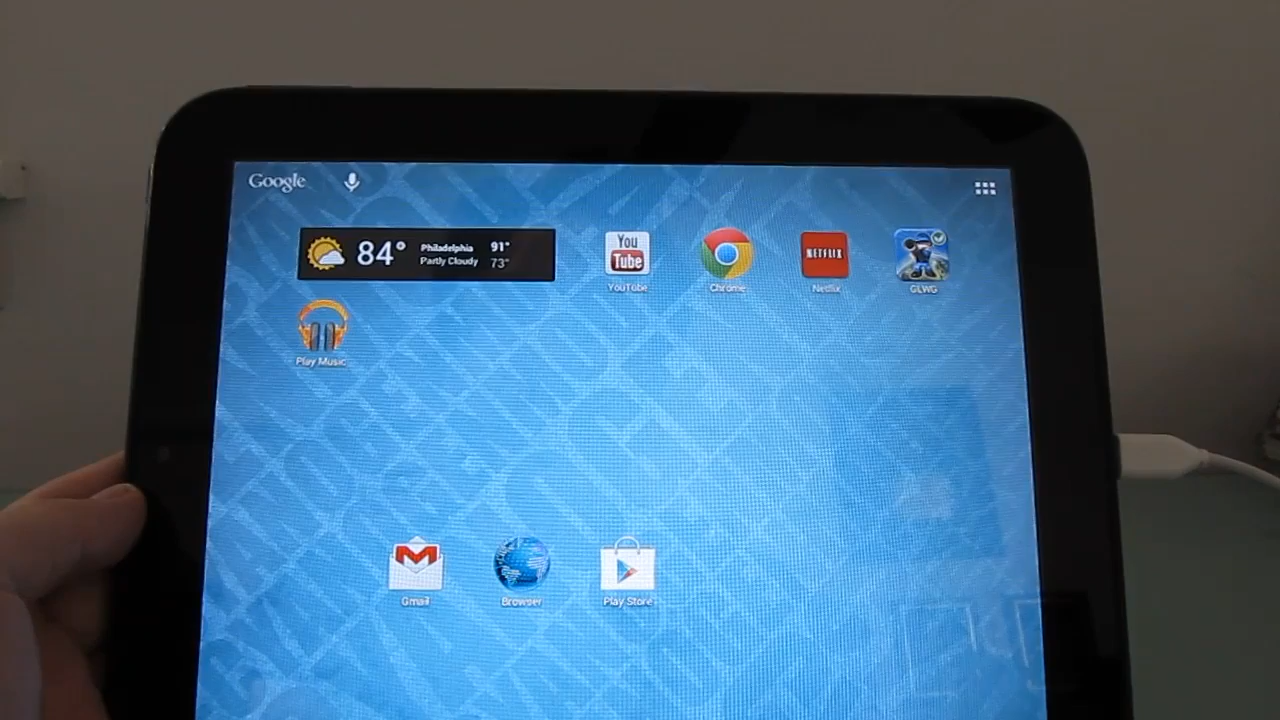 Google
84°
Philadelphia 91°
Partly Cloudy 73°
You
Tube
YouTube
Chrome
NETFLIX
Netflix
GLWG
Play Music
Gmail
Browser
Play Store